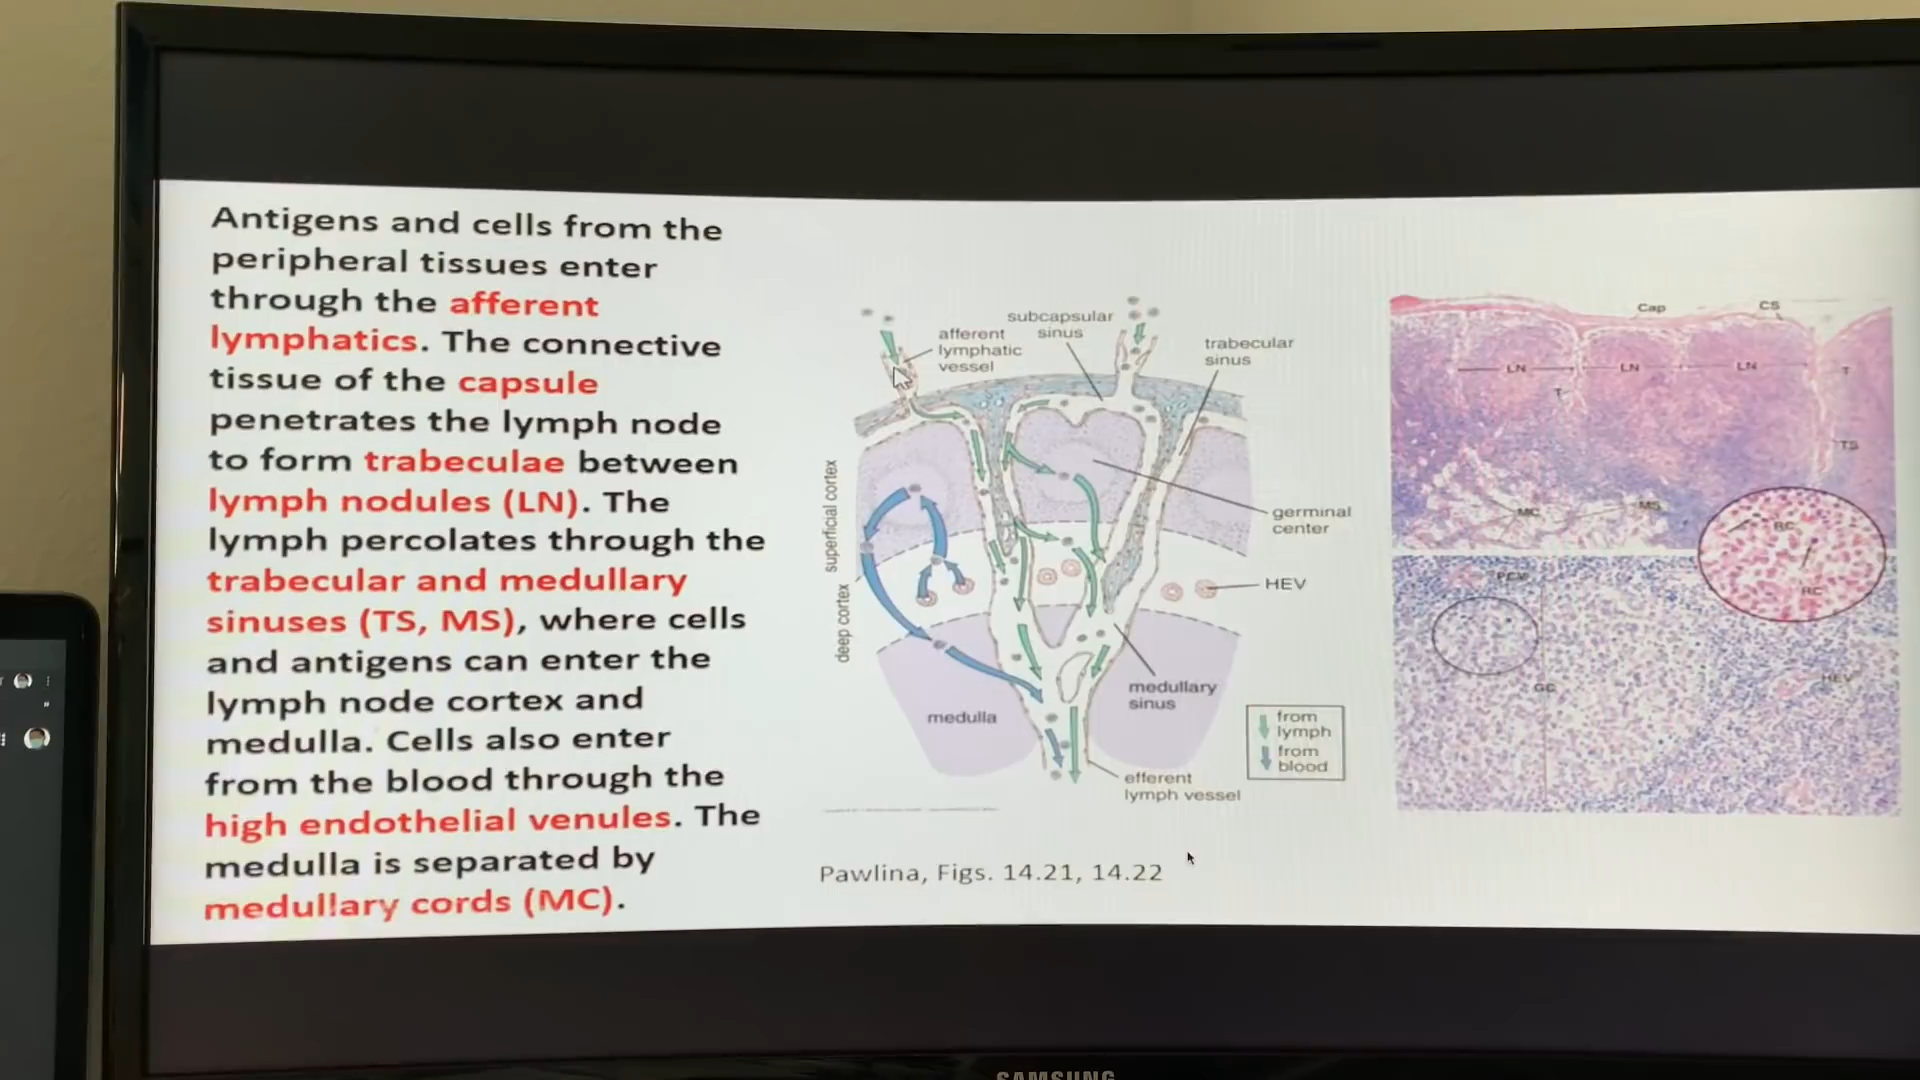 Antigens and cells from the
peripheral tissues enter
through the afferent
lymphatics. The connective
tissue of the capsule
penetrates the lymph node
to form trabeculae between
lymph nodules (LN). The
lymph percolates through the
trabecular and medullary
sinuses (TS, MS), where cells
and antigens can enter the
lymph node cortex and
medulla. Cells also enter
from the blood through the
high endothelial venules. The
medulla is separated by
medullary cords (MC).
afferent
lymphatic
vessel
subcapsular
sinus
trabecular
sinus
superficial cortex
deep cortex
germinal
center
HEV
medullary
sinus
medulla
from
lymph
from
blood
efferent
lymph vessel
Pawlina, Figs. 14.21, 14.22
Cap
CS
LN
LN
LN
T
T
TS
MC
MS
RC
RC
GC
HEV
SAMSUNG